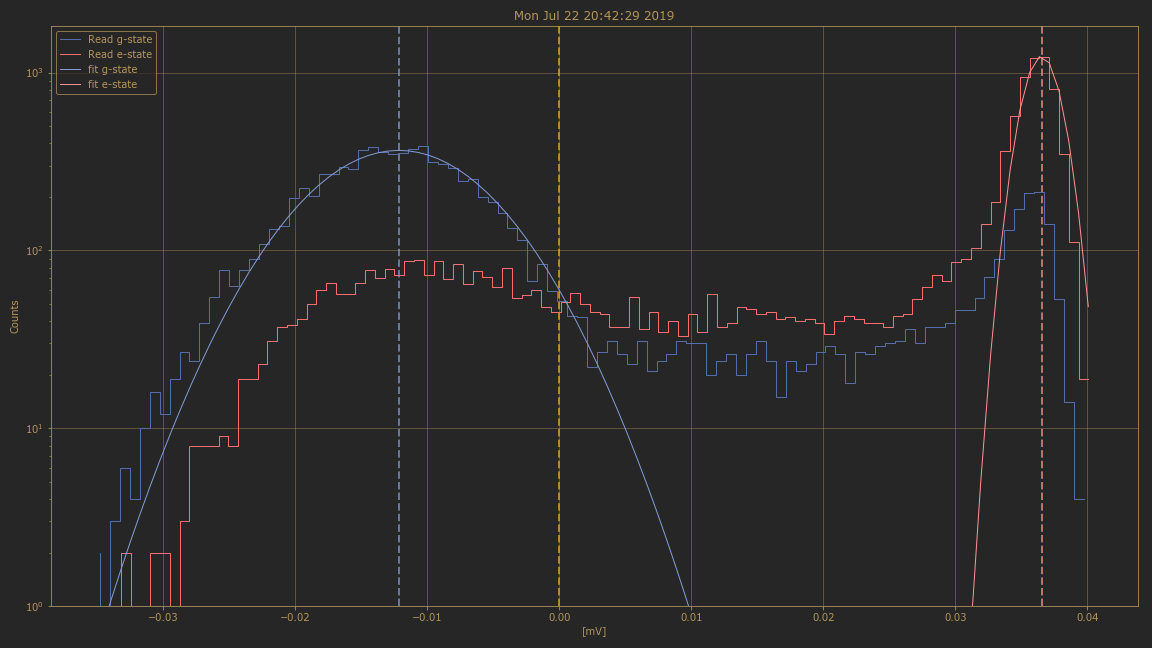 Mon Jul 22 20:42:29 2019
Read g-state
Read e-state
fit g-state
fit e-state
Counts
10³
10²
10¹
10⁰
−0.03 −0.02 −0.01 0.00 0.01 0.02 0.03 0.04
[mV]